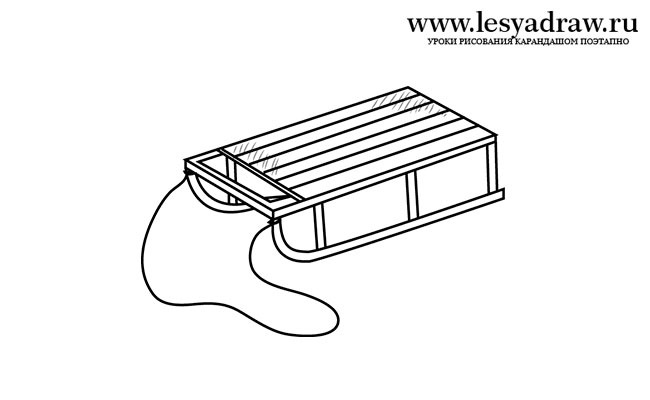 www.lesyadraw.ru
УРОКИ РИСОВАНИЯ КАРАНДАШОМ ПОЭТАПНО